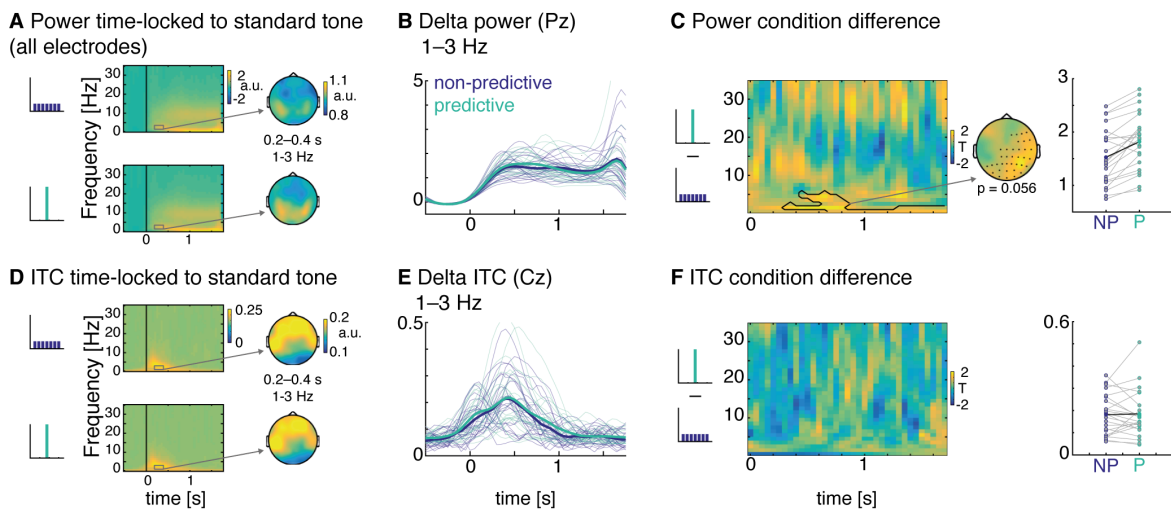 A Power time-locked to standard tone
(all electrodes)
30
20
10
0
2
a.u.
-2
1.1
a.u.
0.8
0.2–0.4 s
1-3 Hz
Frequency [Hz]
30
20
10
0
0
1
B Delta power (Pz)
1–3 Hz
non-predictive
predictive
5
0
0
1
C Power condition difference
30
20
10
0
1
2
T
-2
p = 0.056
3
2
1
NP
P
D ITC time-locked to standard tone
30
20
10
0
0.25
0
0.2
a.u.
0.1
0.2–0.4 s
1-3 Hz
Frequency [Hz]
30
20
10
0
0
1
time [s]
E Delta ITC (Cz)
1–3 Hz
0.5
0
0
1
time [s]
F ITC condition difference
30
20
10
0
1
time [s]
2
T
-2
0.6
0
NP
P